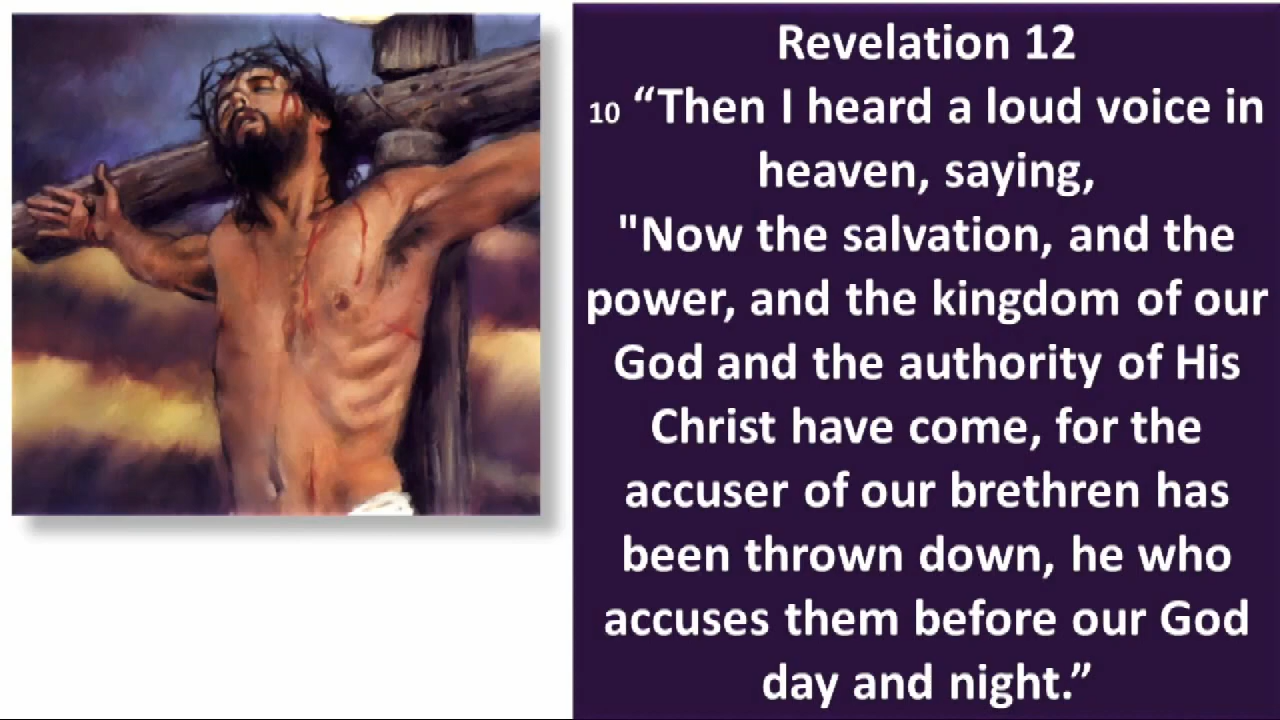 Revelation 12
10 “Then I heard a loud voice in
heaven, saying,
"Now the salvation, and the
power, and the kingdom of our
God and the authority of His
Christ have come, for the
accuser of our brethren has
been thrown down, he who
accuses them before our God
day and night.”